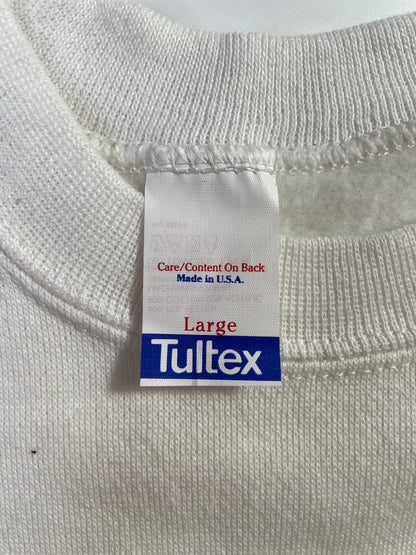 Care/Content On Back
Made in U.S.A.
Large
Tultex